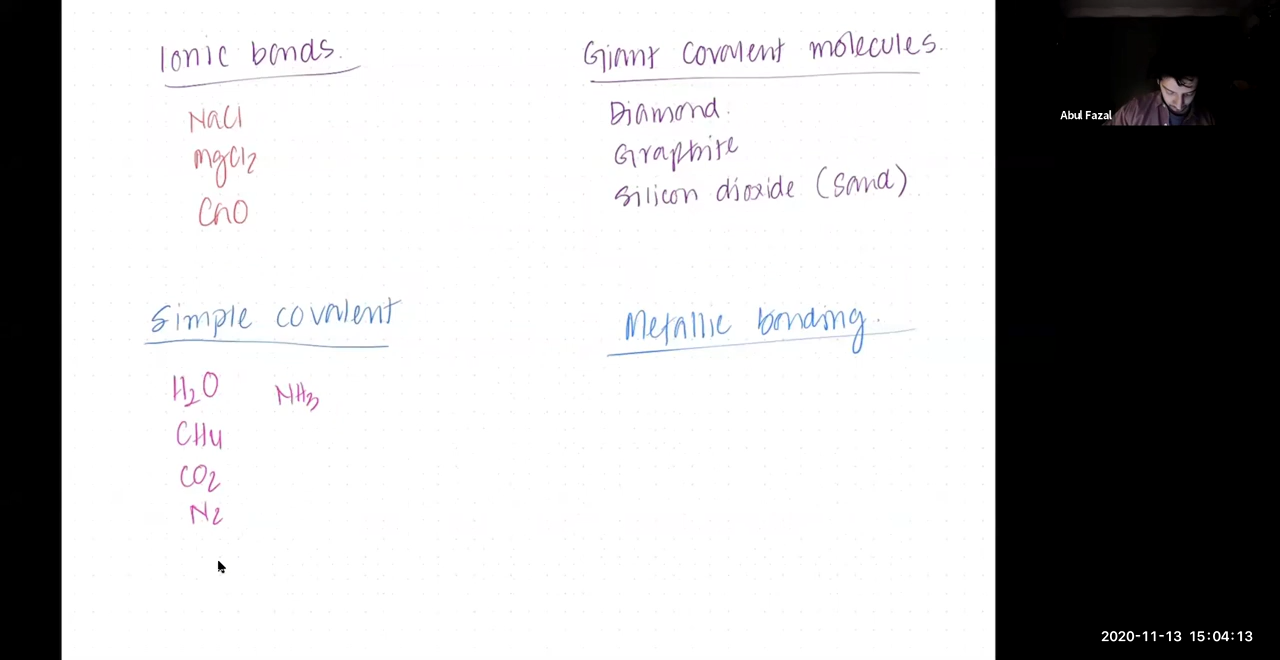 Ionic bonds.
NaCl
MgCl2
CaO
Giant Covalent molecules.
Diamond.
Graphite
Silicon dioxide (sand)
Simple covalent
H2O NH3
CH4
CO2
N2
Metallic bonding.
Abul Fazal
2020-11-13 15:04:13